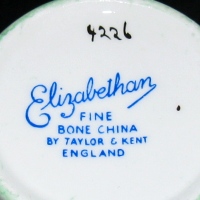 4226
Elizabethan
FINE
BONE CHINA
BY TAYLOR & KENT
ENGLAND